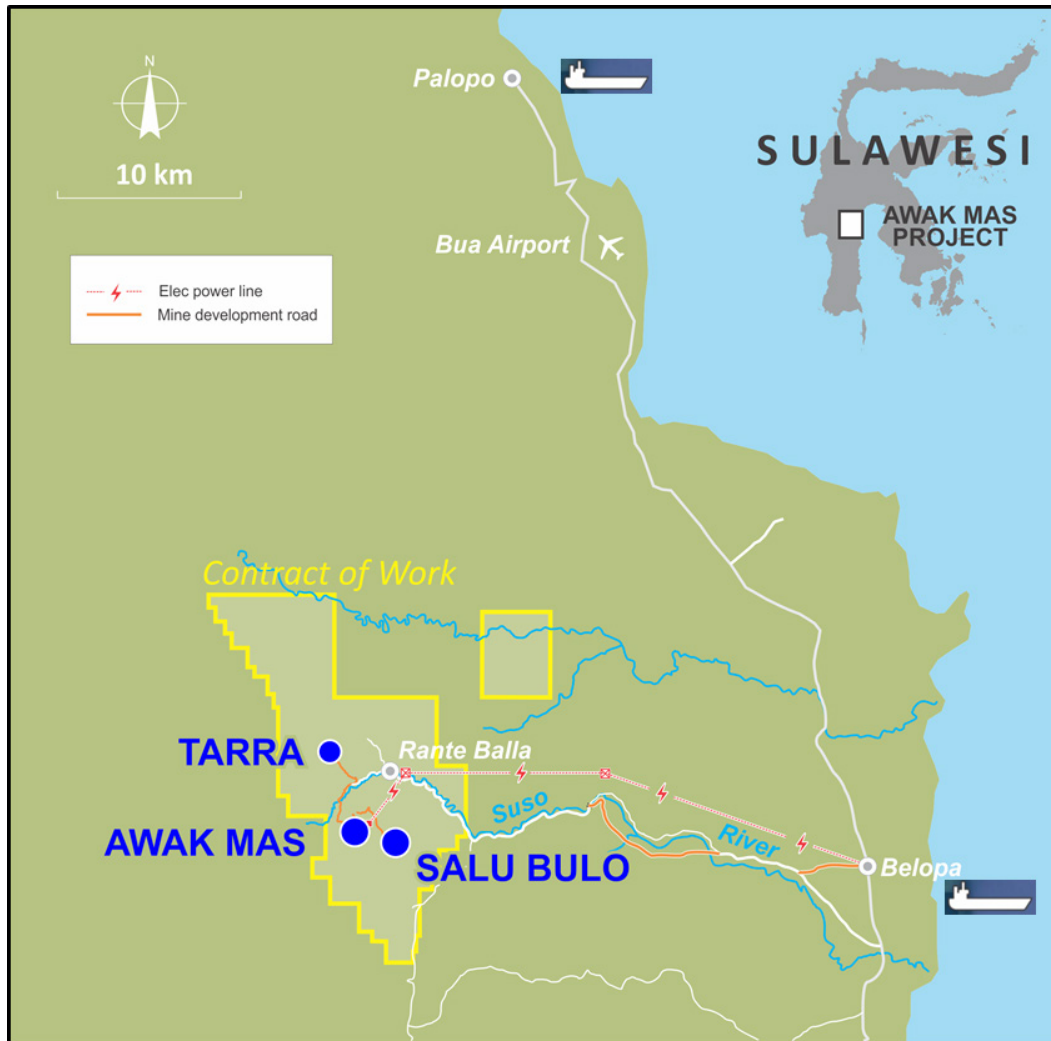 N
10 km
Palopo
SULAWESI
AWAK MAS
PROJECT
Bua Airport
Elec power line
Mine development road
Contract of Work
TARRA
Rante Balla
Suso
River
AWAK MAS
SALU BULO
Belopa